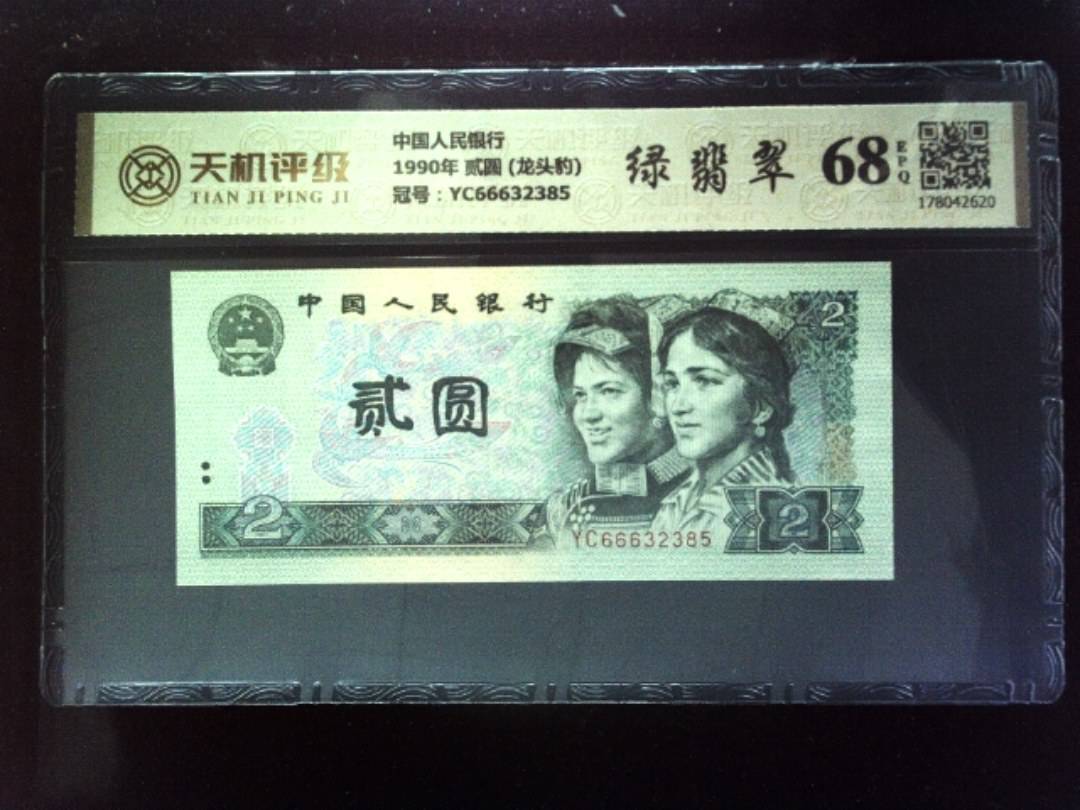 天机评级
TIAN JI PING JI
中国人民银行
1990年 贰圆 (龙头豹)
冠号：YC66632385
绿翡翠
68
EPQ
178042620
中国人民银行
2
贰圆
2
YC66632385
2